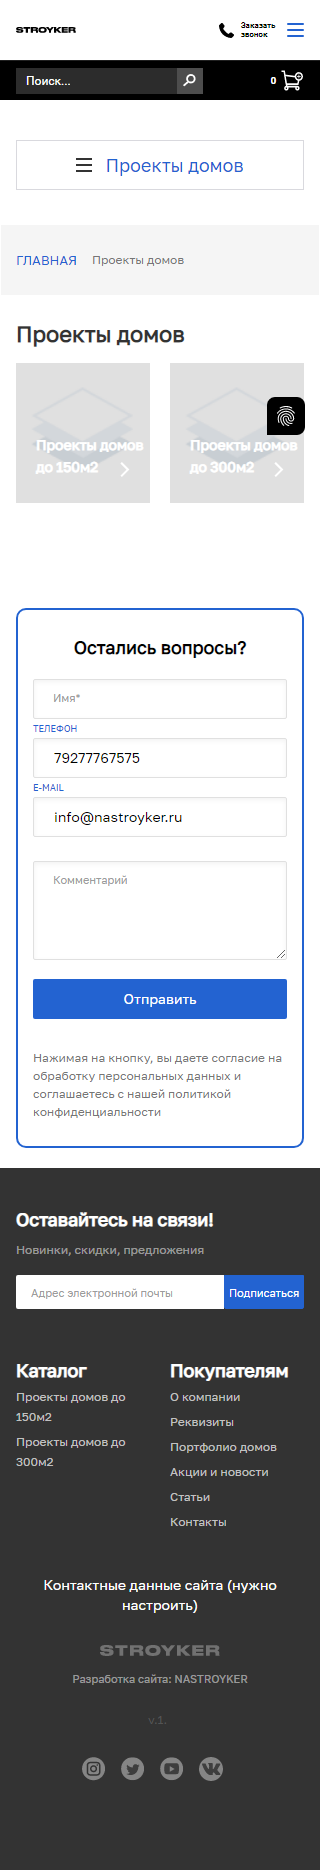 STROYKER
Заказать
звонок
Поиск...
0
Проекты домов
ГЛАВНАЯ Проекты домов
Проекты домов
Проекты домов
до 150м2
Проекты домов
до 300м2
Остались вопросы?
Имя*
ТЕЛЕФОН
79277767575
E-MAIL
info@nastroyker.ru
Комментарий
Отправить
Нажимая на кнопку, вы даете согласие на
обработку персональных данных и
соглашаетесь с нашей политикой
конфиденциальности
Оставайтесь на связи!
Новинки, скидки, предложения
Адрес электронной почты
Подписаться
Каталог
Проекты домов до
150м2
Проекты домов до
300м2
Покупателям
О компании
Реквизиты
Портфолио домов
Акции и новости
Статьи
Контакты
Контактные данные сайта (нужно
настроить)
STROYKER
Разработка сайта: NASTROYKER
v.1.